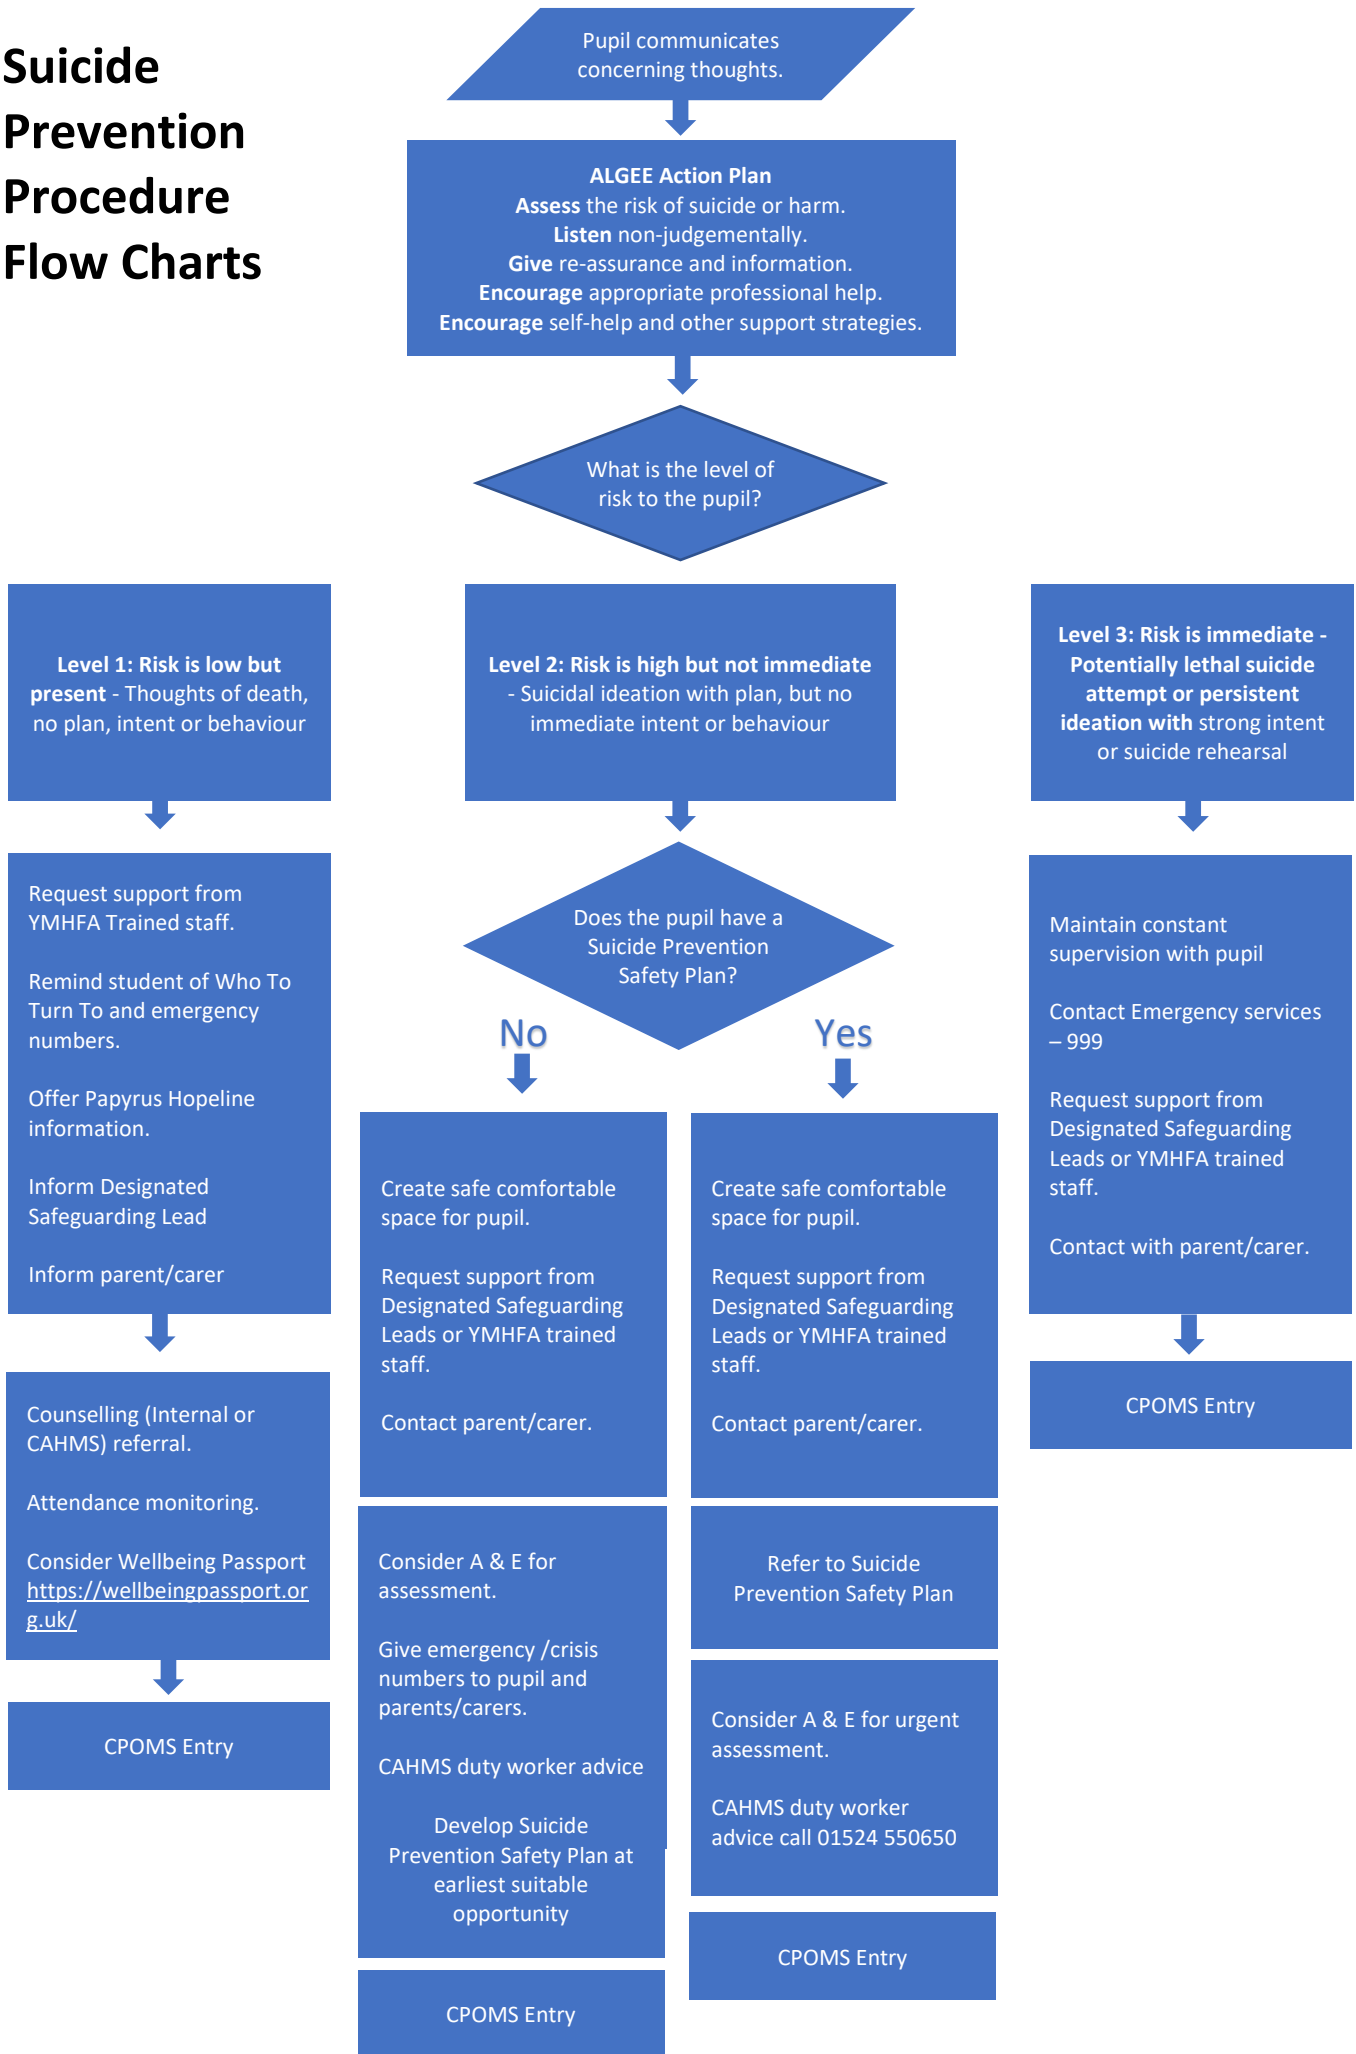 Suicide
Prevention
Procedure
Flow Charts
Pupil communicates
concerning thoughts.
ALGEE Action Plan
Assess the risk of suicide or harm.
Listen non-judgementally.
Give re-assurance and information.
Encourage appropriate professional help.
Encourage self-help and other support strategies.
What is the level of
risk to the pupil?
Level 1: Risk is low but
present - Thoughts of death,
no plan, intent or behaviour
Level 2: Risk is high but not immediate
- Suicidal ideation with plan, but no
immediate intent or behaviour
Level 3: Risk is immediate -
Potentially lethal suicide
attempt or persistent
ideation with strong intent
or suicide rehearsal
Request support from
YMHFA Trained staff.
Remind student of Who To
Turn To and emergency
numbers.
Offer Papyrus Hopeline
information.
Inform Designated
Safeguarding Lead
Inform parent/carer
Counselling (Internal or
CAHMS) referral.
Attendance monitoring.
Consider Wellbeing Passport
https://wellbeingpassport.or
g.uk/
CPOMS Entry
Does the pupil have a
Suicide Prevention
Safety Plan?
No
Yes
Create safe comfortable
space for pupil.
Request support from
Designated Safeguarding
Leads or YMHFA trained
staff.
Contact parent/carer.
Consider A & E for
assessment.
Give emergency /crisis
numbers to pupil and
parents/carers.
CAHMS duty worker advice
Develop Suicide
Prevention Safety Plan at
earliest suitable
opportunity
CPOMS Entry
Create safe comfortable
space for pupil.
Request support from
Designated Safeguarding
Leads or YMHFA trained
staff.
Contact parent/carer.
Refer to Suicide
Prevention Safety Plan
Consider A & E for urgent
assessment.
CAHMS duty worker
advice call 01524 550650
CPOMS Entry
Maintain constant
supervision with pupil
Contact Emergency services
– 999
Request support from
Designated Safeguarding
Leads or YMHFA trained
staff.
Contact with parent/carer.
CPOMS Entry